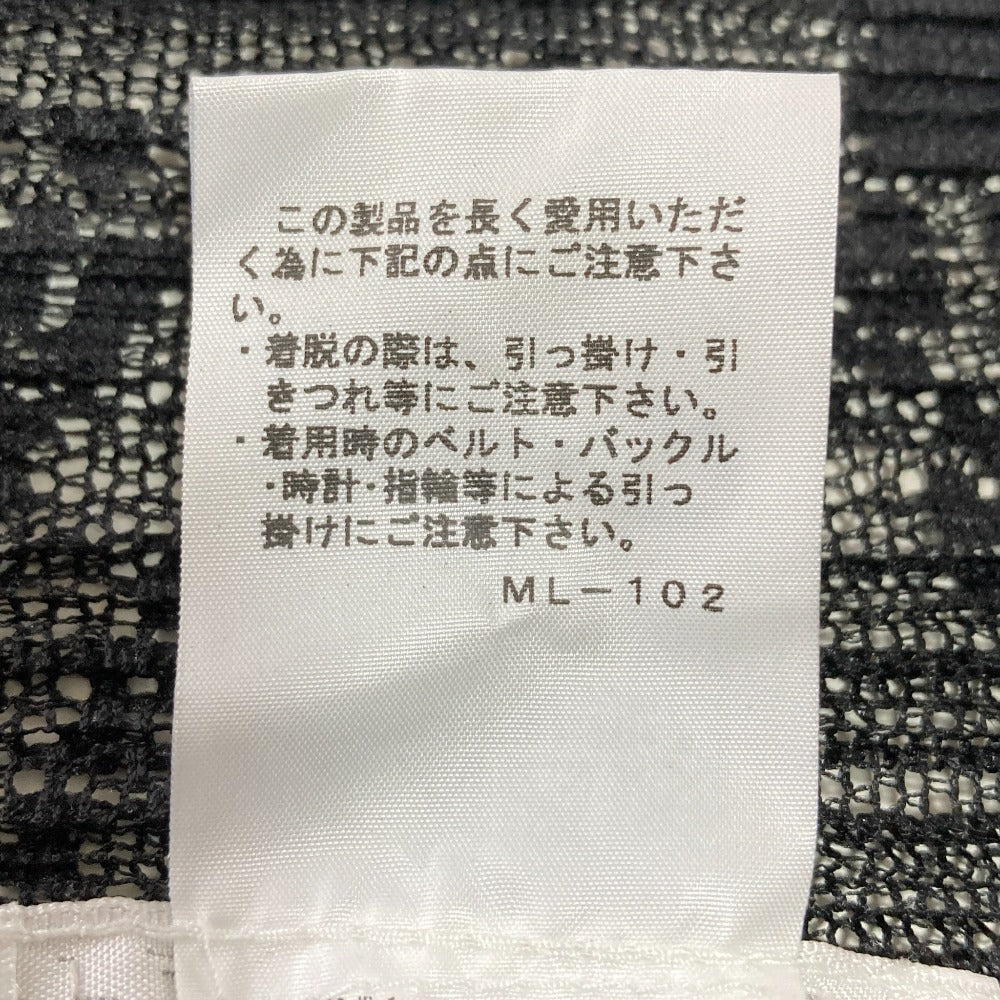 この製品を長く愛用いただ
く為に下記の点にご注意下さ
い。
・着脱の際は、引っ掛け・引
きつれ等にご注意下さい。
・着用時のベルト・バックル
・時計・指輪等による引っ
掛けにご注意下さい。
ML-102